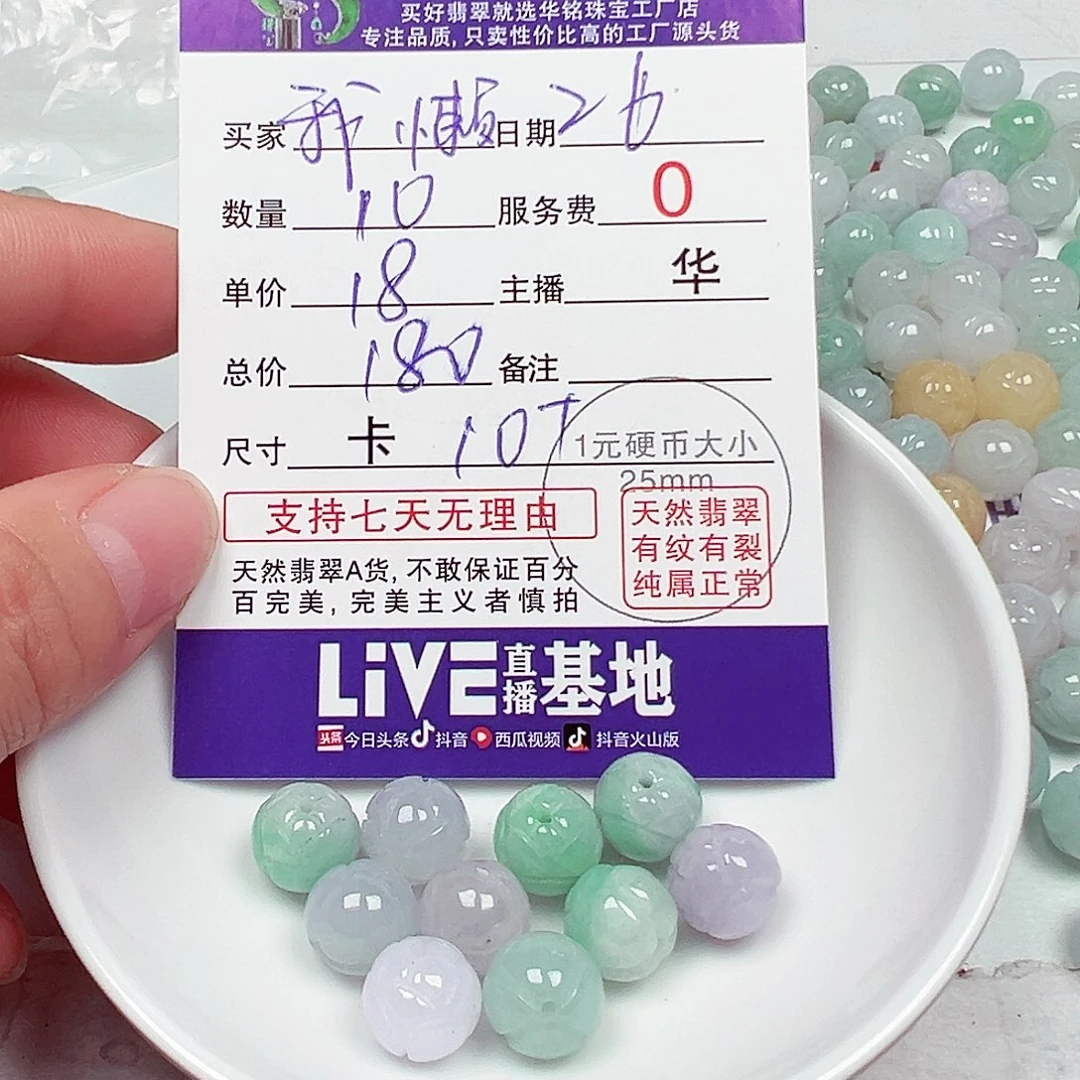 买好翡翠就选华铭珠宝工厂店
专注品质,只卖性价比高的工厂源头货
买家 我懒 日期 26
数量 10 服务费 0
单价 18 主播 华
总价 180 备注
尺寸 卡 10+ 1元硬币大小
25mm
支持七天无理由
天然翡翠
有纹有裂
纯属正常
天然翡翠A货,不敢保证百分
百完美,完美主义者慎拍
LiVE直播基地
头条 今日头条 抖音 西瓜视频 抖音火山版